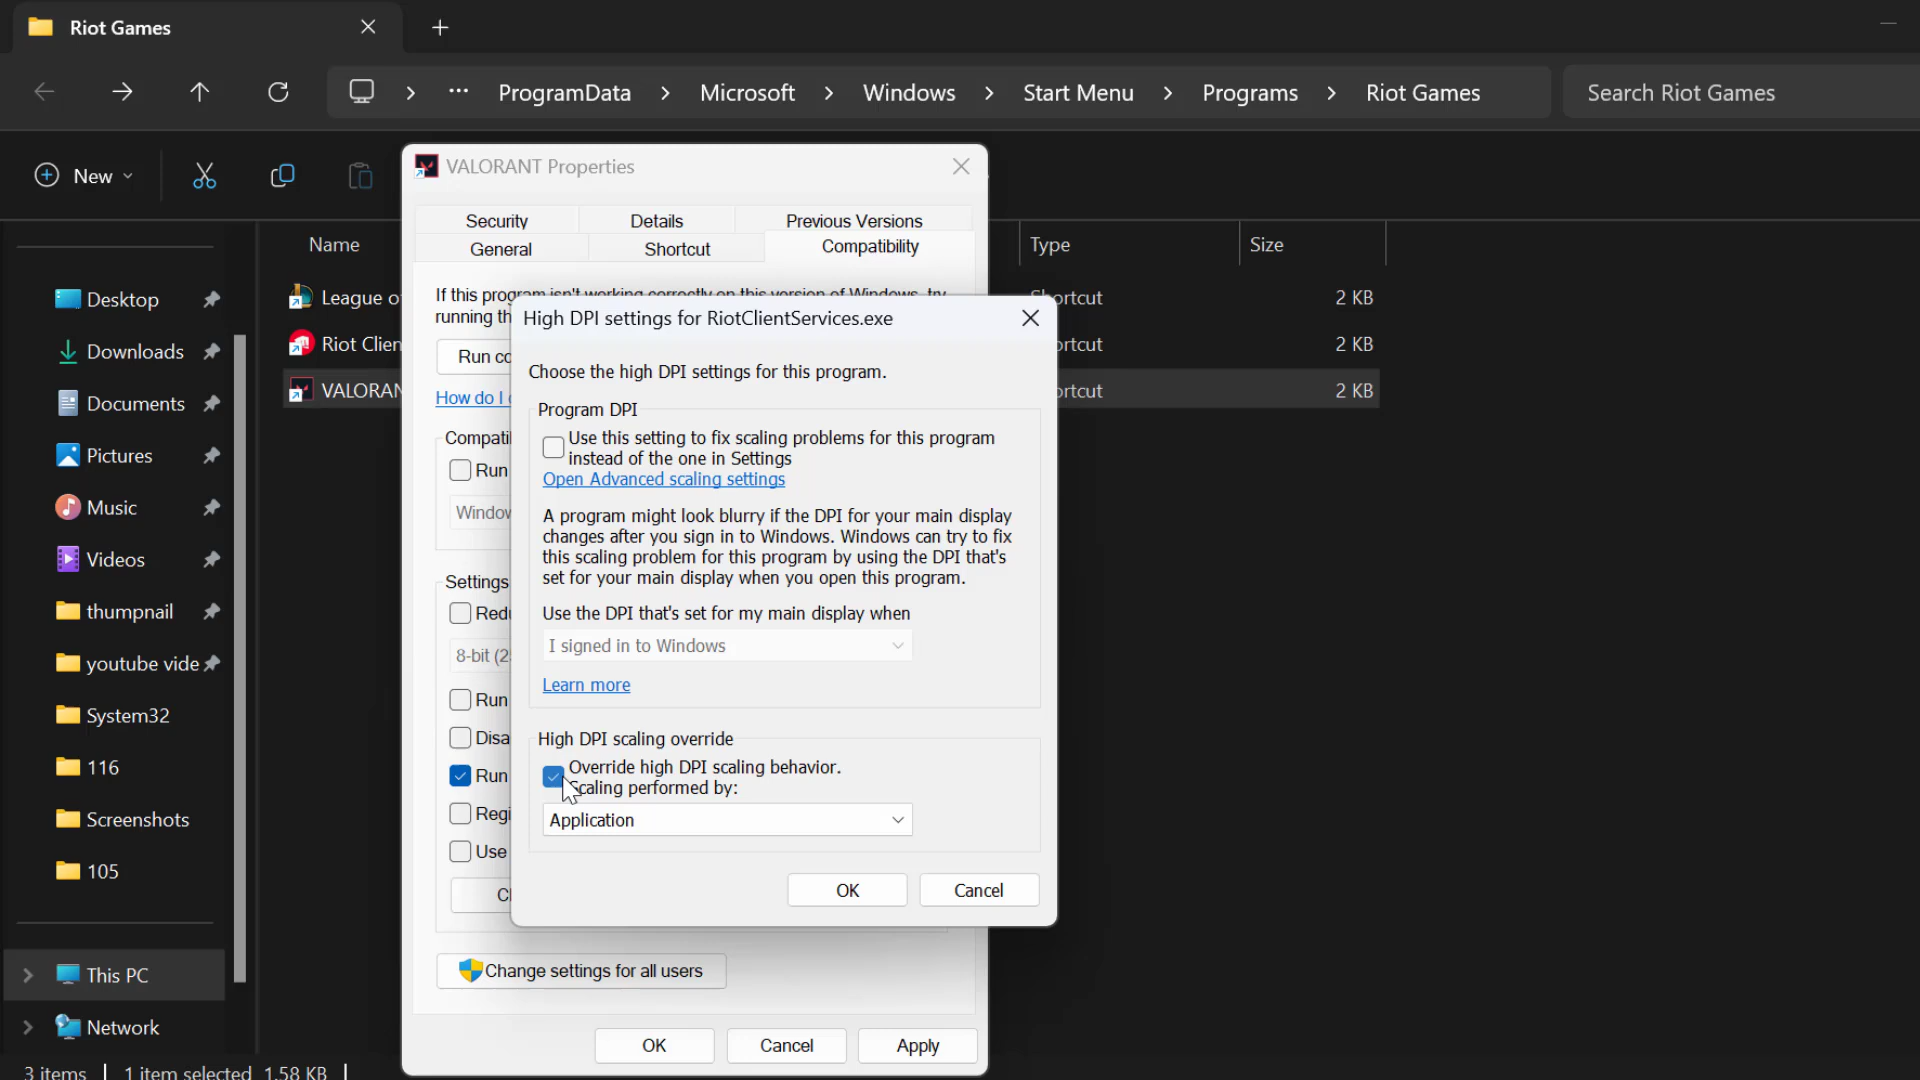 Riot Games
··· ProgramData > Microsoft > Windows > Start Menu > Programs > Riot Games
Search Riot Games
New
VALORANT Properties
Security Details Previous Versions
General Shortcut Compatibility
Name Type Size
Desktop
Downloads
Documents
Pictures
Music
Videos
thumpnail
youtube vide
System32
116
Screenshots
105
This PC
Network
League o
2 KB
Riot Clien
2 KB
VALORAN
2 KB
If this program isn't working correctly on this version of Windows, try
running th
Run co
How do I
Compati
Run
Window
Settings
Redu
8-bit (25
Run
Disa
Run
Regi
Use
Ch
Change settings for all users
OK Cancel Apply
High DPI settings for RiotClientServices.exe
Choose the high DPI settings for this program.
Program DPI
Use this setting to fix scaling problems for this program
instead of the one in Settings
Open Advanced scaling settings
A program might look blurry if the DPI for your main display
changes after you sign in to Windows. Windows can try to fix
this scaling problem for this program by using the DPI that's
set for your main display when you open this program.
Use the DPI that's set for my main display when
I signed in to Windows
Learn more
High DPI scaling override
Override high DPI scaling behavior.
Scaling performed by:
Application
OK Cancel
3 items 1 item selected 1.58 KB